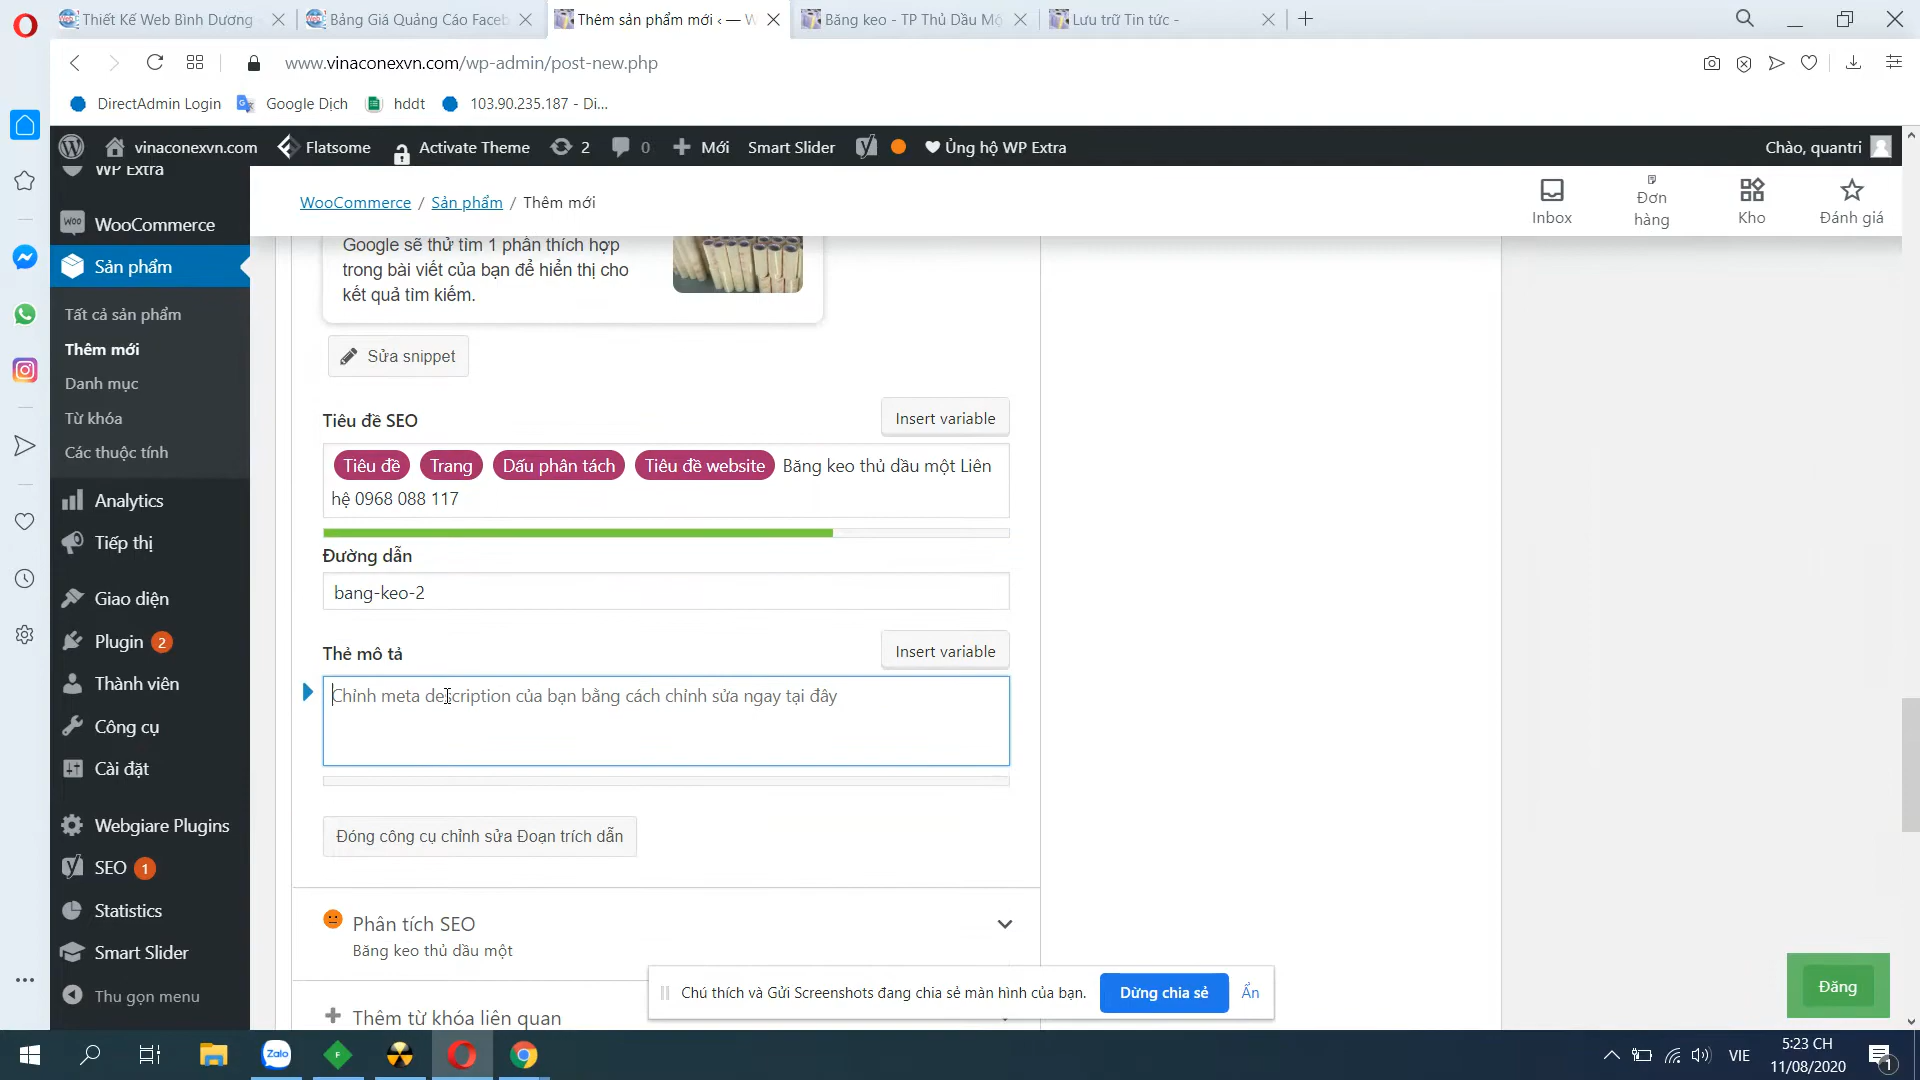 Thiết Kế Web Bình Dương
Bảng Giá Quảng Cáo Faceb
Thêm sản phẩm mới ‹ — W
Băng keo - TP Thủ Dầu Mộ
Lưu trữ Tin tức -
www.vinaconexvn.com/wp-admin/post-new.php
DirectAdmin Login
Google Dịch
hddt
103.90.235.187 - Di...
vinaconexvn.com
Flatsome
Activate Theme
2
0
Mới
Smart Slider
Ủng hộ WP Extra
Chào, quantri
WP Extra
WooCommerce
Sản phẩm
Tất cả sản phẩm
Thêm mới
Danh mục
Từ khóa
Các thuộc tính
Analytics
Tiếp thị
Giao diện
Plugin 2
Thành viên
Công cụ
Cài đặt
Webgiare Plugins
SEO 1
Statistics
Smart Slider
Thu gọn menu
WooCommerce / Sản phẩm / Thêm mới
Inbox
Đơn hàng
Kho
Đánh giá
Google sẽ thử tìm 1 phần thích hợp
trong bài viết của bạn để hiển thị cho
kết quả tìm kiếm.
Sửa snippet
Tiêu đề SEO
Insert variable
Tiêu đề Trang Dấu phân tách Tiêu đề website Băng keo thủ dầu một Liên
hệ 0968 088 117
Đường dẫn
bang-keo-2
Thẻ mô tả
Insert variable
Chỉnh meta description của bạn bằng cách chỉnh sửa ngay tại đây
Đóng công cụ chỉnh sửa Đoạn trích dẫn
Phân tích SEO
Băng keo thủ dầu một
Thêm từ khóa liên quan
Chú thích và Gửi Screenshots đang chia sẻ màn hình của bạn.
Dừng chia sẻ
Ẩn
Đăng
Zalo
VIE
5:23 CH
11/08/2020
1